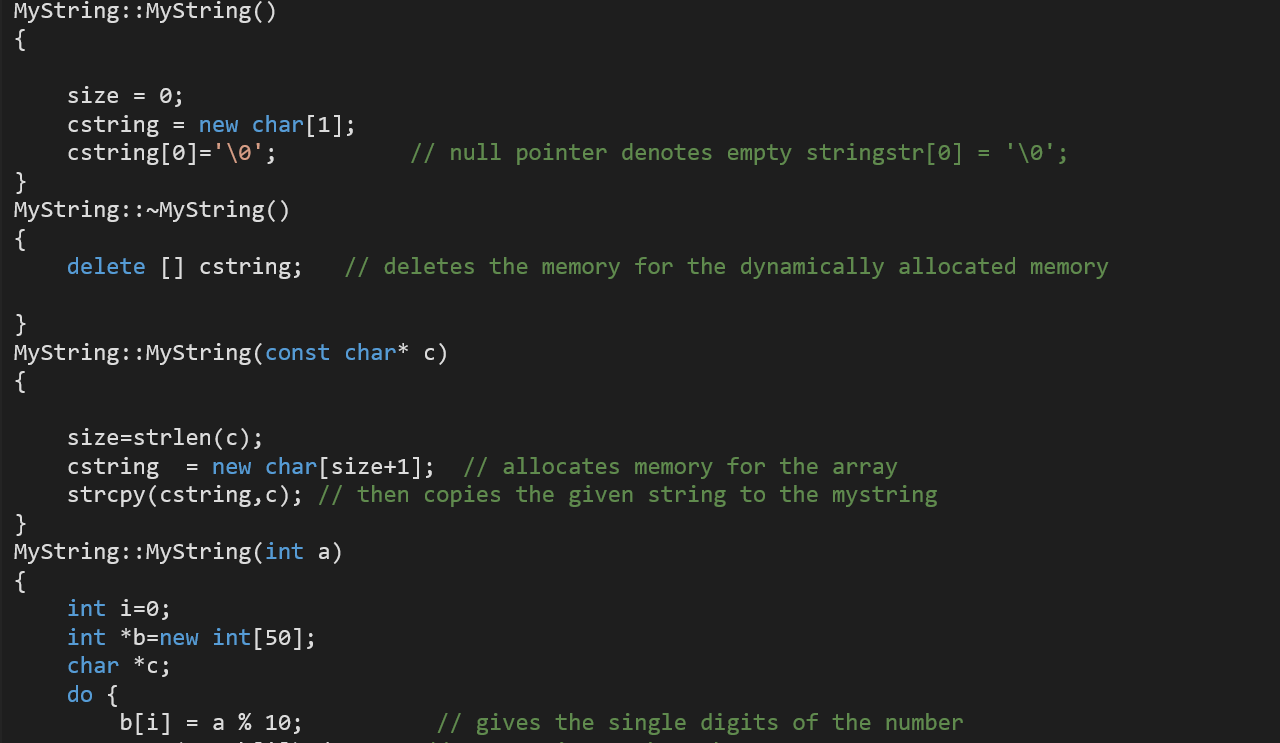 MyString::MyString()
{
size = 0;
cstring = new char[1];
cstring[0]='\0'; // null pointer denotes empty stringstr[0] = '\0';
}
MyString::~MyString()
{
delete [] cstring; // deletes the memory for the dynamically allocated memory
}
MyString::MyString(const char* c)
{
size=strlen(c);
cstring  = new char[size+1]; // allocates memory for the array
strcpy(cstring,c); // then copies the given string to the mystring
}
MyString::MyString(int a)
{
int i=0;
int *b=new int[50];
char *c;
do {
b[i] = a % 10; // gives the single digits of the number